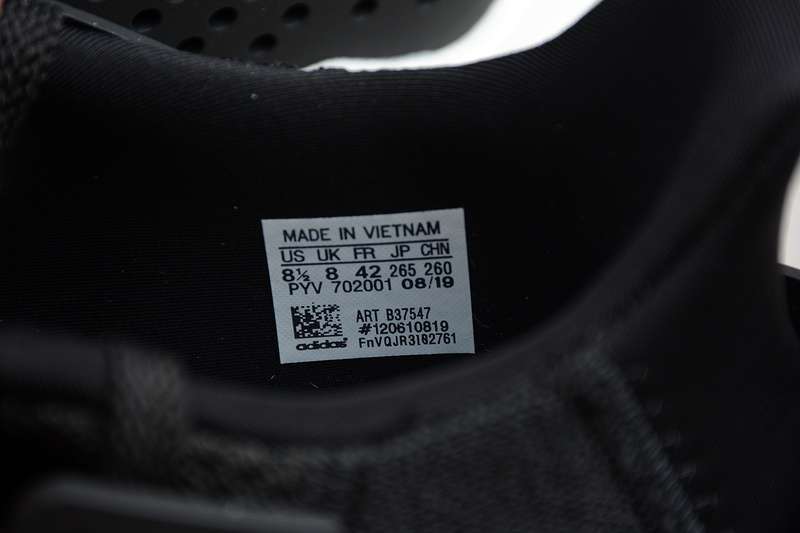 MADE IN VIETNAM
US UK FR JP CHN
8½ 8 42 265 260
PYV 702001 08/19
ART B37547
#120610819
adidas
FnVQJR3I82761